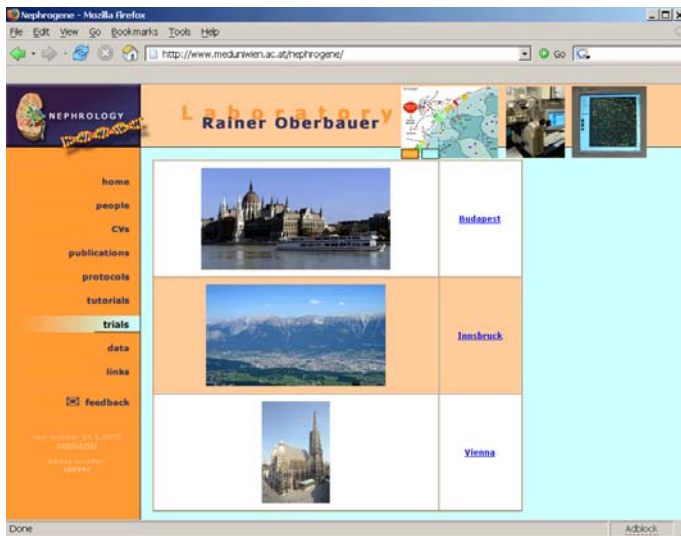 Nephrogene - Mozilla Firefox
File Edit View Go Bookmarks Tools Help
http://www.meduniwien.ac.at/nephrogene/ Go
NEPHROLOGY
Laboratory
Rainer Oberbauer
home
people
CVs
publications
protocols
tutorials
trials
data
links
feedback
Budapest
Innsbruck
Vienna
Done Adblock